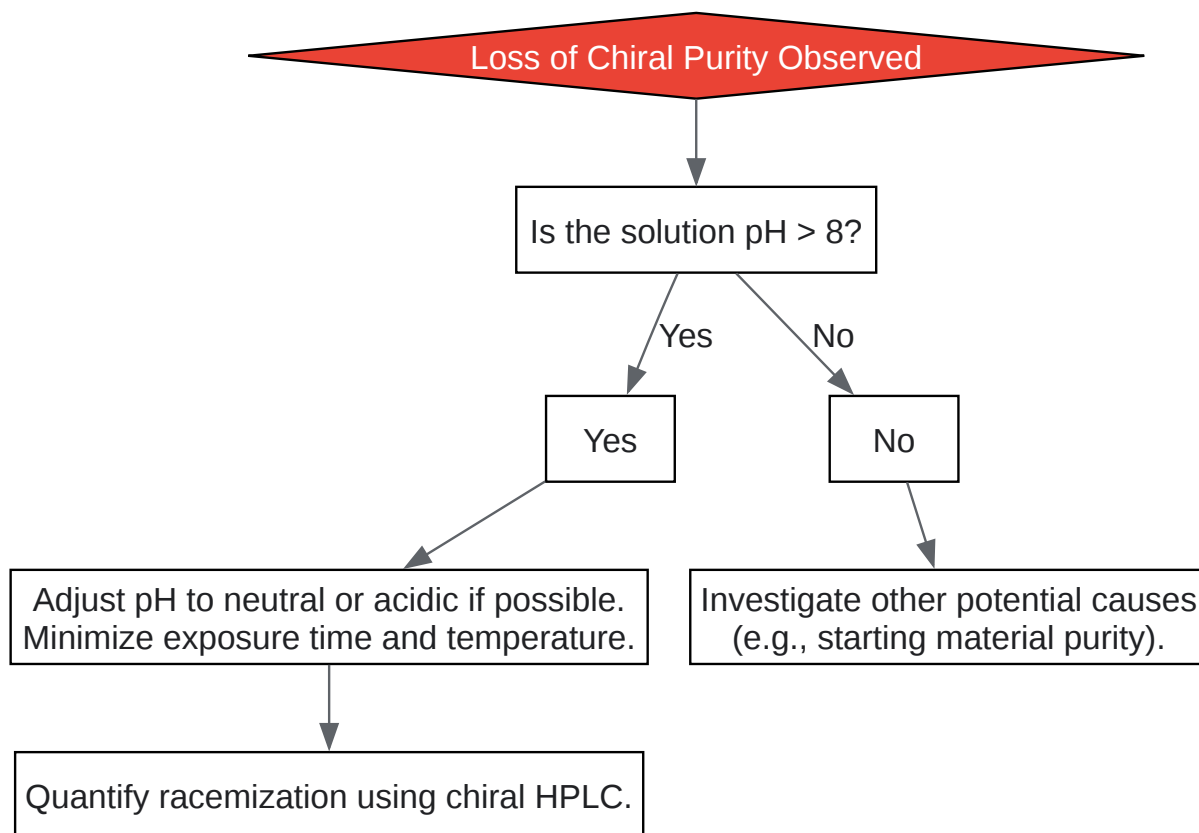 Loss of Chiral Purity Observed
Is the solution pH > 8?
Yes
No
Yes
No
Adjust pH to neutral or acidic if possible.
Minimize exposure time and temperature.
Investigate other potential causes
(e.g., starting material purity).
Quantify racemization using chiral HPLC.